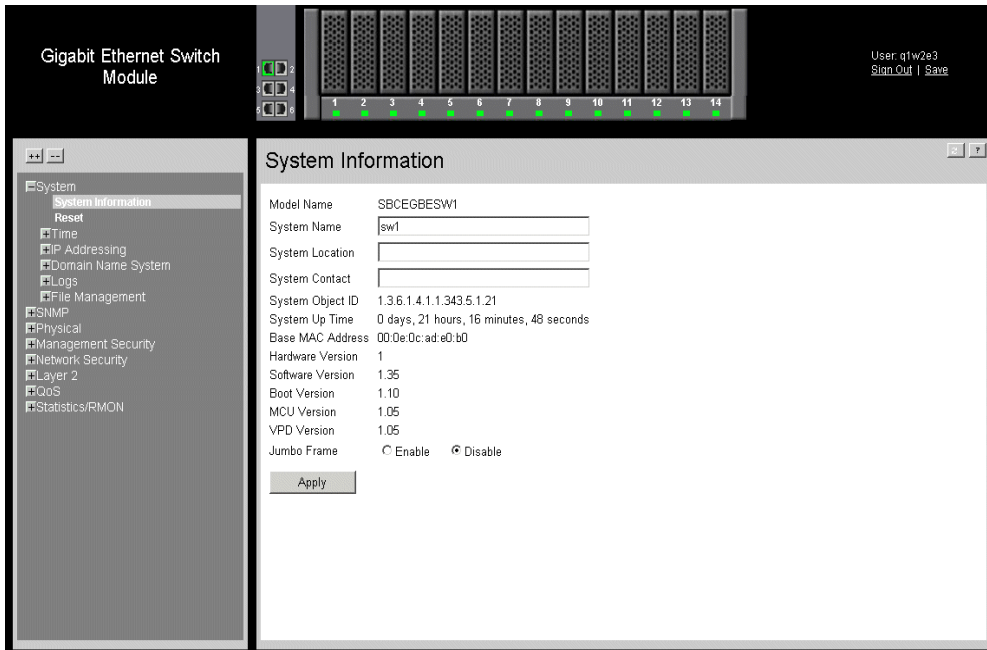 Gigabit Ethernet Switch
Module
1 2
3 4
5 6
1 2 3 4 5 6 7 8 9 10 11 12 13 14
User: q1w2e3
Sign Out | Save
++ --
System
System Information
Reset
Time
IP Addressing
Domain Name System
Logs
File Management
SNMP
Physical
Management Security
Network Security
Layer 2
QoS
Statistics/RMON
System Information
?
Model Name SBCEGBESW1
System Name sw1
System Location
System Contact
System Object ID 1.3.6.1.4.1.1.343.5.1.21
System Up Time 0 days, 21 hours, 16 minutes, 48 seconds
Base MAC Address 00:0e:0c:ad:e0:b0
Hardware Version 1
Software Version 1.35
Boot Version 1.10
MCU Version 1.05
VPD Version 1.05
Jumbo Frame Enable Disable
Apply